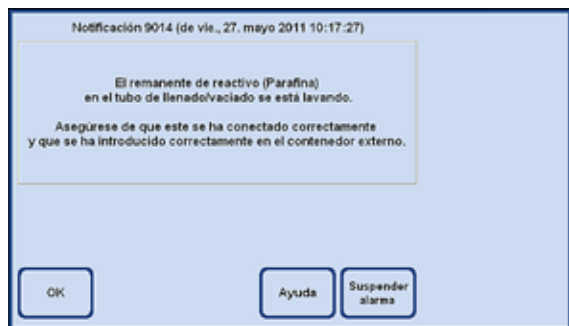 Notificación 9014 (de vie., 27. mayo 2011 10:17:27)
El remanente de reactivo (Parafina)
en el tubo de llenado/vaciado se está lavando.
Asegúrese de que este se ha conectado correctamente
y que se ha introducido correctamente en el contenedor externo.
OK
Ayuda
Suspender
alarma